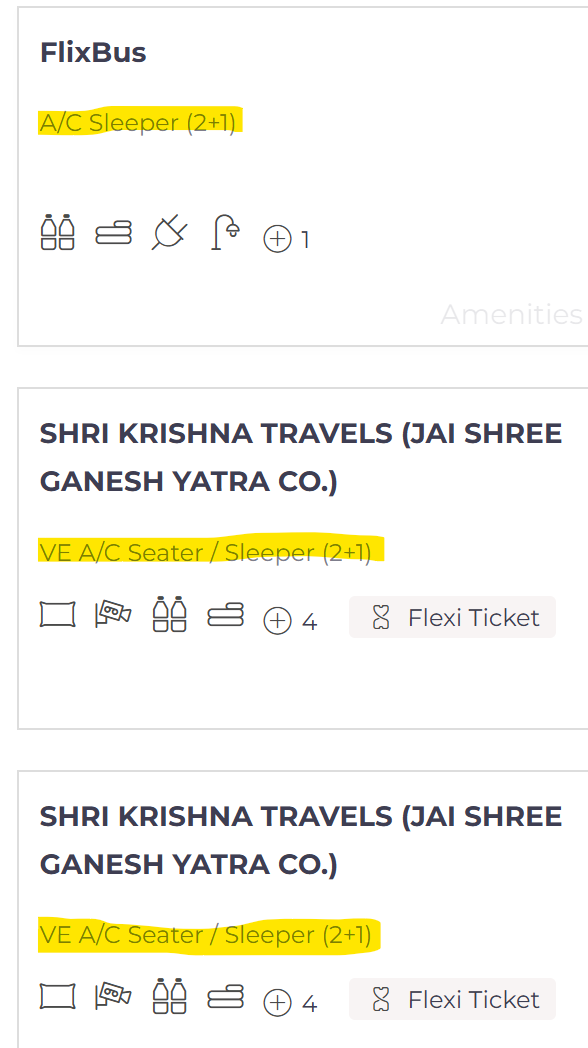 FlixBus
A/C Sleeper (2+1)
1
Amenities
SHRI KRISHNA TRAVELS (JAI SHREE
GANESH YATRA CO.)
VE A/C Seater / Sleeper (2+1)
4 Flexi Ticket
SHRI KRISHNA TRAVELS (JAI SHREE
GANESH YATRA CO.)
VE A/C Seater / Sleeper (2+1)
4 Flexi Ticket